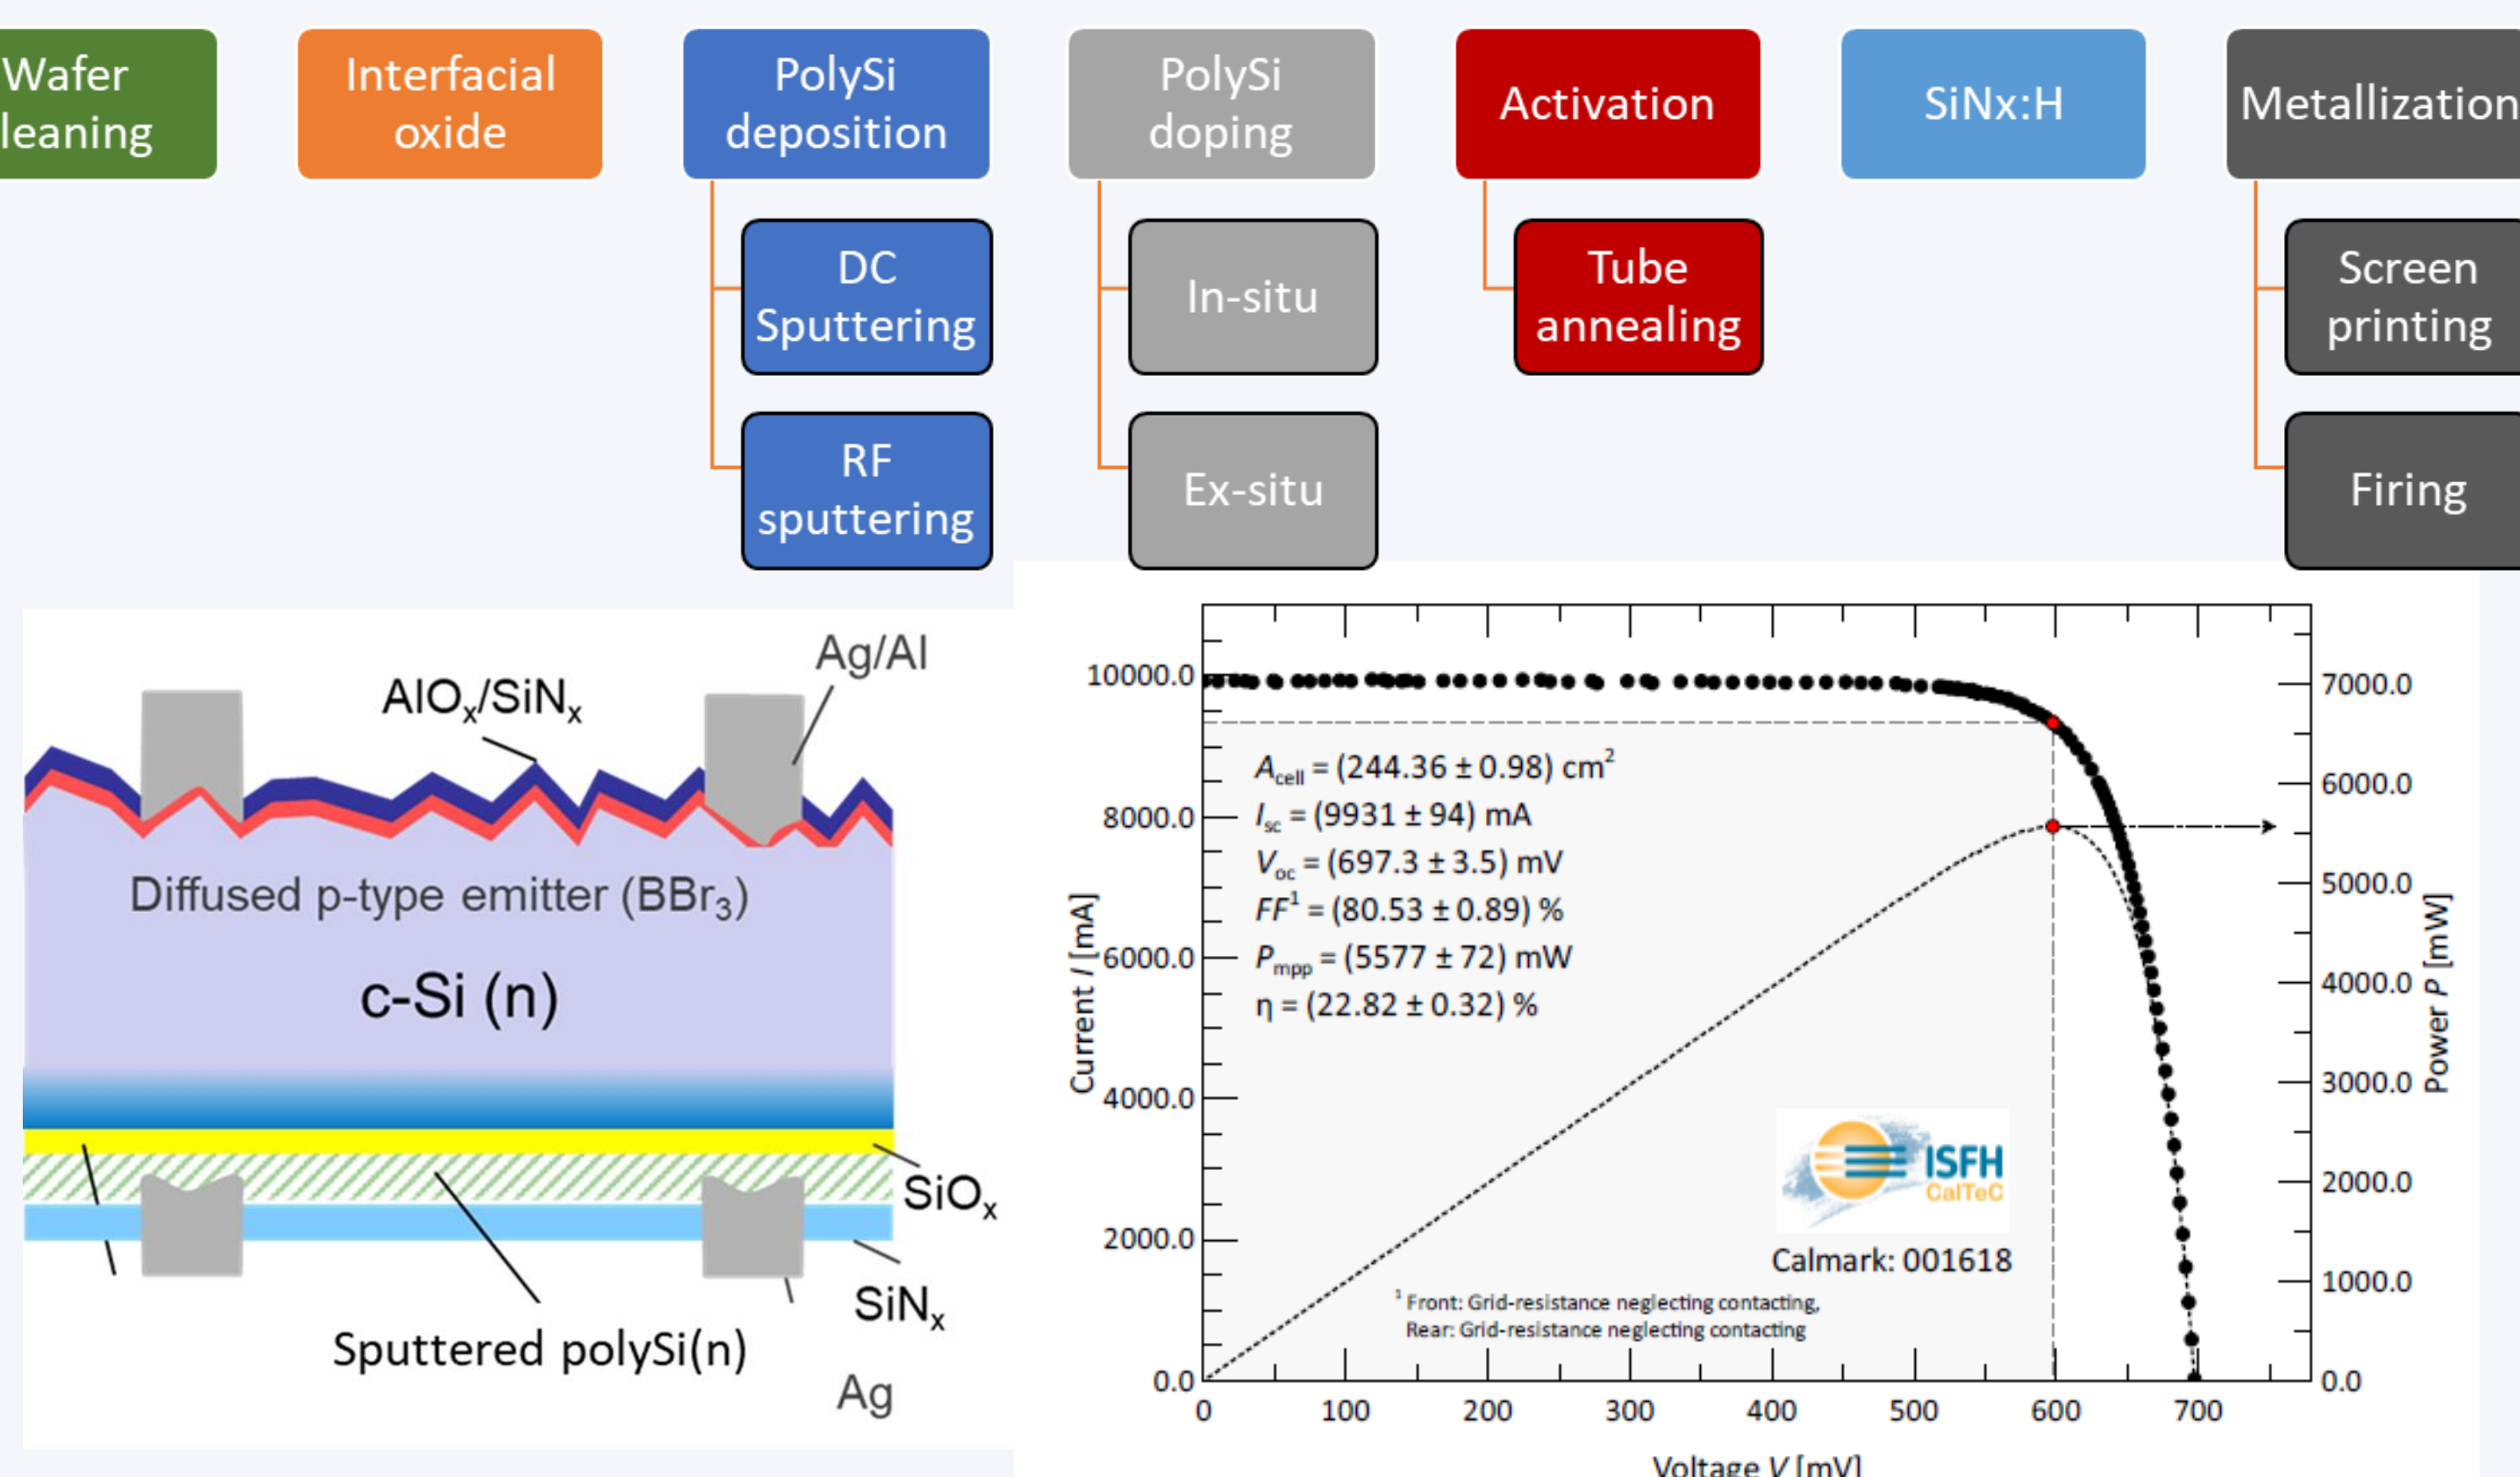 Wafer
leaning
Interfacial
oxide
PolySi
deposition
PolySi
doping
Activation
SiNx:H
Metallization
DC
Sputtering
RF
sputtering
In-situ
Ex-situ
Tube
annealing
Screen
printing
Firing
Ag/Al
AlOₓ/SiNₓ
Diffused p-type emitter (BBr₃)
c-Si (n)
SiOₓ
SiNₓ
Sputtered polySi(n)
Ag
Current I [mA]
10000.0
8000.0
6000.0
4000.0
2000.0
0.0
A_cell = (244.36 ± 0.98) cm²
I_sc = (9931 ± 94) mA
V_oc = (697.3 ± 3.5) mV
FF¹ = (80.53 ± 0.89) %
P_mpp = (5577 ± 72) mW
η = (22.82 ± 0.32) %
ISFH
CalTeC
Calmark: 001618
¹ Front: Grid-resistance neglecting contacting,
Rear: Grid-resistance neglecting contacting
7000.0
6000.0
5000.0
4000.0
3000.0
2000.0
1000.0
0.0
Power P [mW]
0 100 200 300 400 500 600 700
Voltage V [mV]